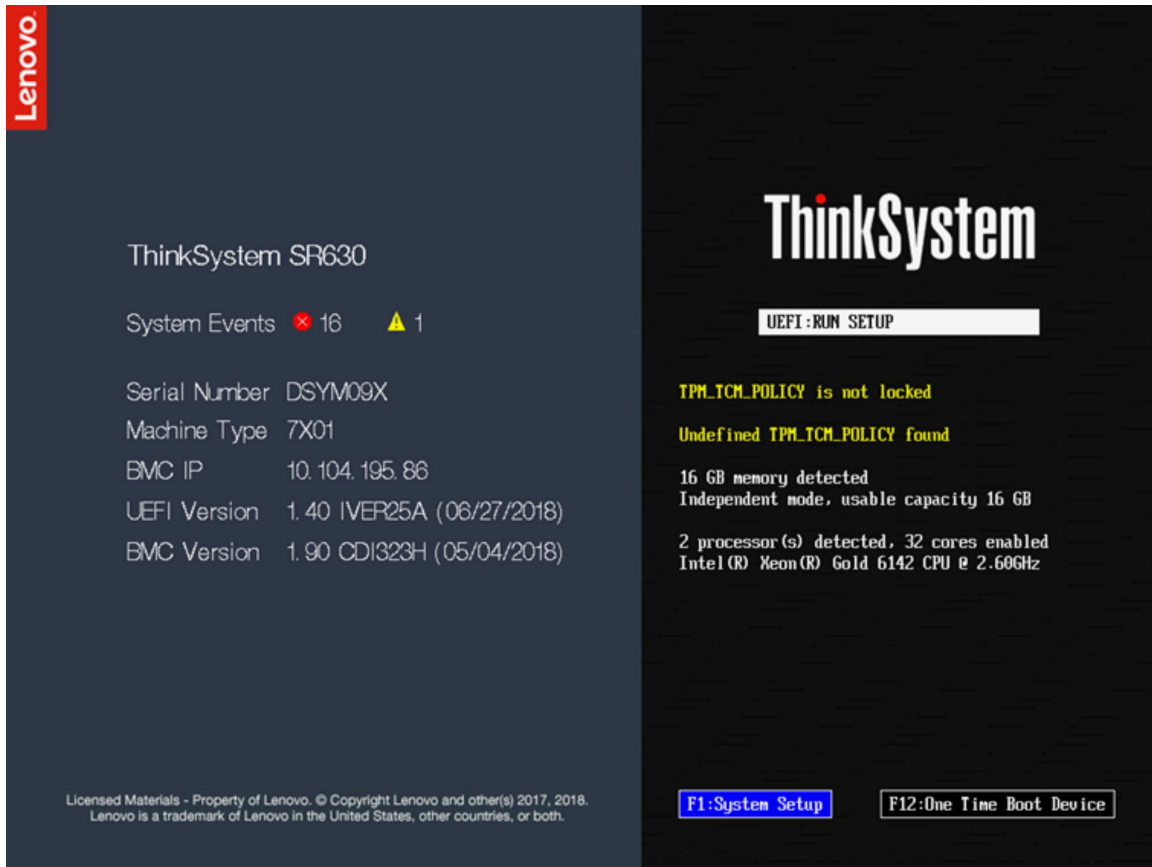 Lenovo
ThinkSystem SR630
System Events 16 1
Serial Number DSYM09X
Machine Type 7X01
BMC IP 10.104.195.86
UEFI Version 1.40 IVER25A (06/27/2018)
BMC Version 1.90 CDI323H (05/04/2018)
Licensed Materials - Property of Lenovo. © Copyright Lenovo and other(s) 2017, 2018.
Lenovo is a trademark of Lenovo in the United States, other countries, or both.
ThinkSystem
UEFI:RUN SETUP
TPM_TCM_POLICY is not locked
Undefined TPM_TCM_POLICY found
16 GB memory detected
Independent mode, usable capacity 16 GB
2 processor(s) detected, 32 cores enabled
Intel(R) Xeon(R) Gold 6142 CPU @ 2.60GHz
F1:System Setup
F12:One Time Boot Device